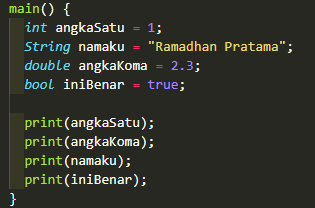 main() {
  int angkaSatu = 1;
  String namaku = "Ramadhan Pratama";
  double angkaKoma = 2.3;
  bool iniBenar = true;

  print(angkaSatu);
  print(angkaKoma);
  print(namaku);
  print(iniBenar);
}